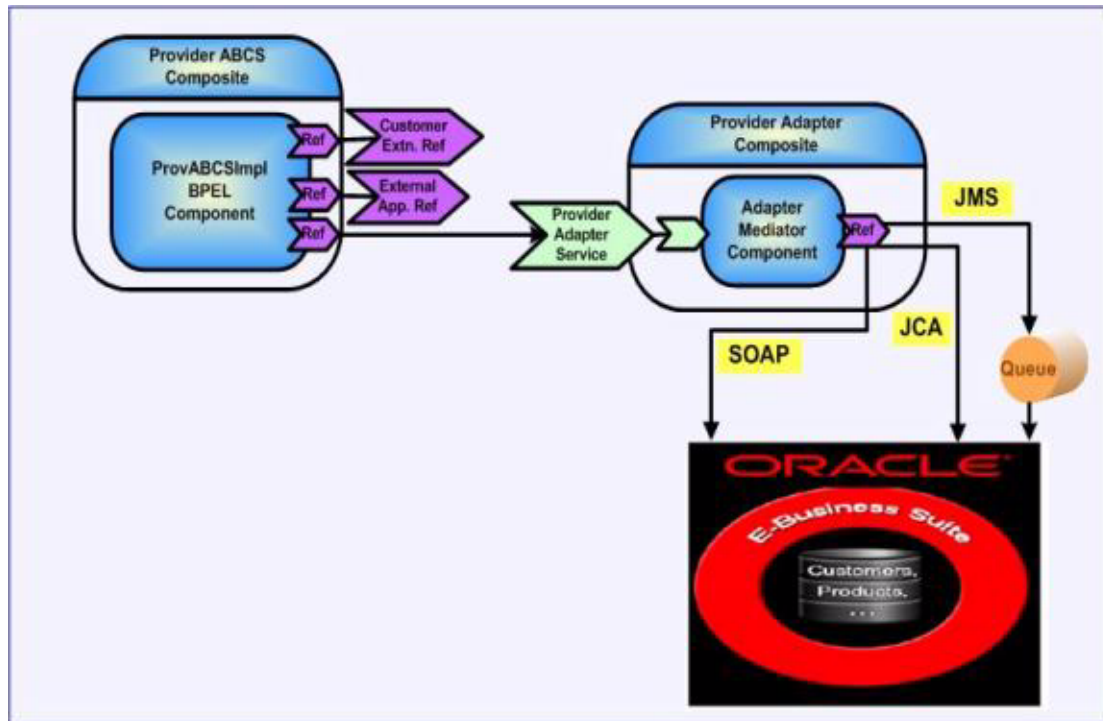 Provider ABCS
Composite
ProvABCSImpl
BPEL
Component
Ref
Ref
Ref
Customer
Extn. Ref
External
App. Ref
Provider
Adapter
Service
Provider Adapter
Composite
Adapter
Mediator
Component
Ref
JMS
JCA
SOAP
Queue
ORACLE
E-Business Suite
Customers,
Products,
...